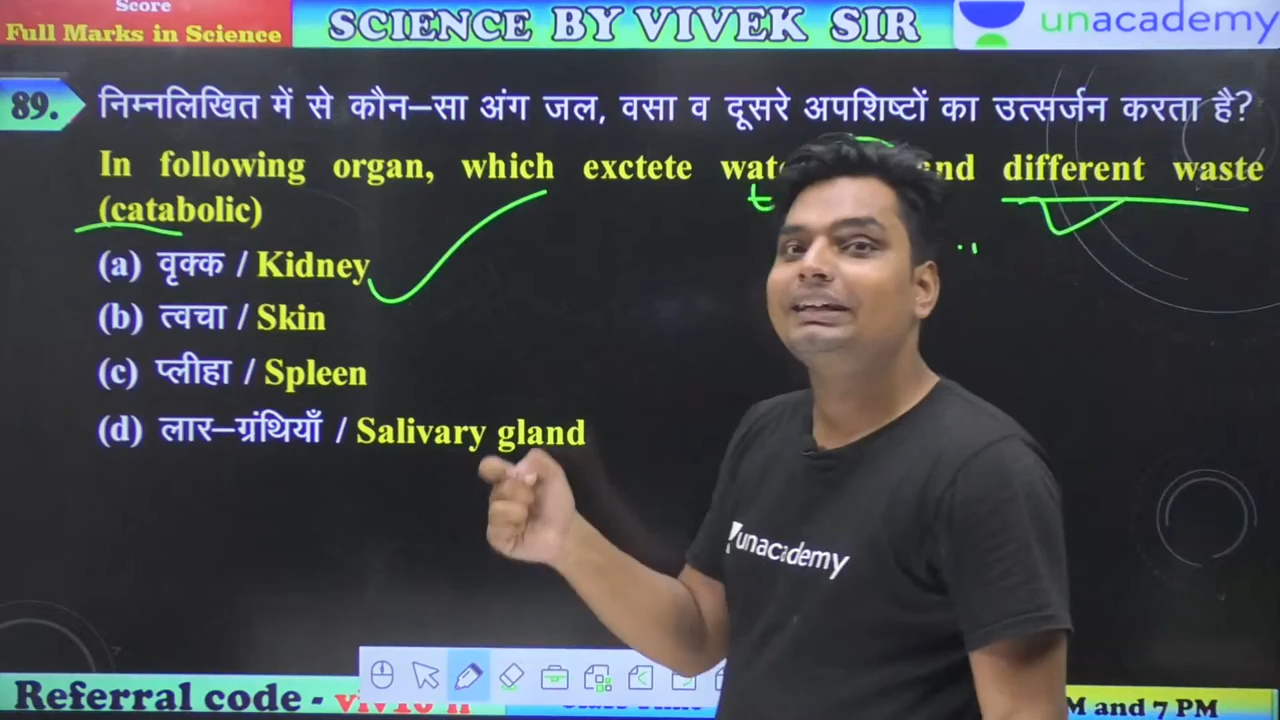 Score
Full Marks in Science
SCIENCE BY VIVEK SIR
unacademy
89.
निम्नलिखित में से कौन–सा अंग जल, वसा व दूसरे अपशिष्टों का उत्सर्जन करता है?
In following organ, which exctete and different waste
(catabolic)
(a) वृक्क / Kidney
(b) त्वचा / Skin
(c) प्लीहा / Spleen
(d) लार–ग्रंथियाँ / Salivary gland
unacademy
Referral code -
M and 7 PM